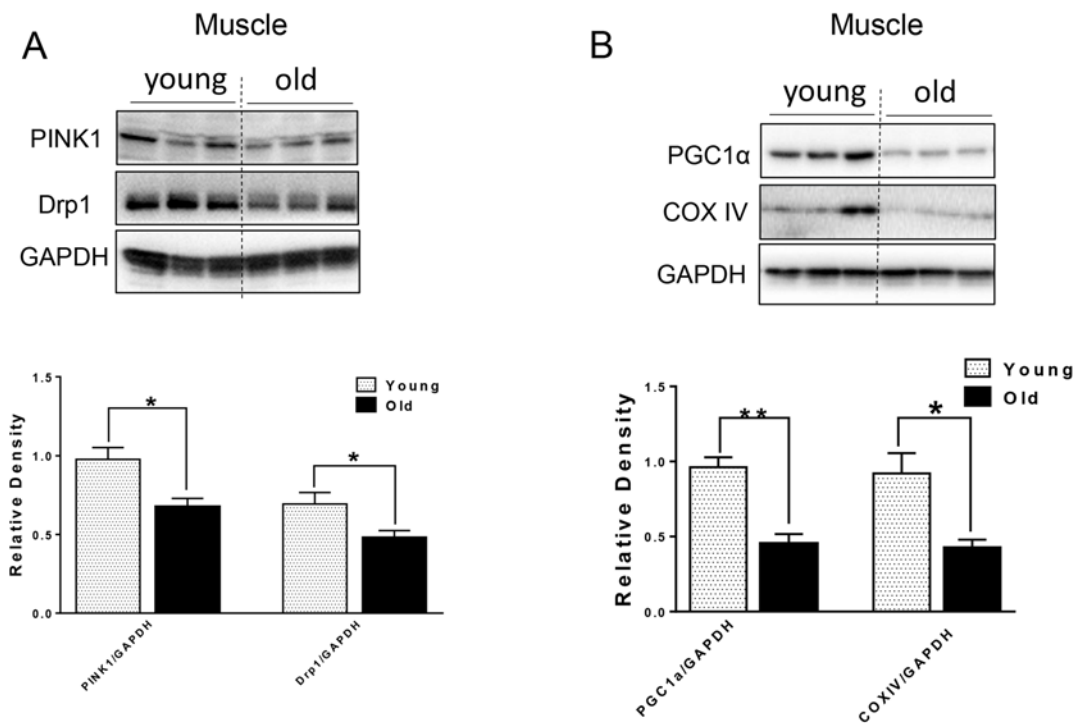 A
Muscle
young old
PINK1
Drp1
GAPDH
1.5
1.0
0.5
0.0
Relative Density
Young
Old
*
*
PINK1/GAPDH
Drp1/GAPDH
B
Muscle
young old
PGC1α
COX IV
GAPDH
1.5
1.0
0.5
0.0
Relative Density
Young
Old
**
*
PGC1a/GAPDH
COXIV/GAPDH